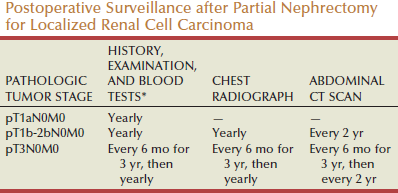 Postoperative Surveillance after Partial Nephrectomy
for Localized Renal Cell Carcinoma
PATHOLOGIC TUMOR STAGE	HISTORY, EXAMINATION, AND BLOOD TESTS*	CHEST RADIOGRAPH	ABDOMINAL CT SCAN
pT1aN0M0	Yearly	—	—
pT1b-2bN0M0	Yearly	Yearly	Every 2 yr
pT3N0M0	Every 6 mo for 3 yr, then yearly	Every 6 mo for 3 yr, then yearly	Every 6 mo for 3 yr, then every 2 yr